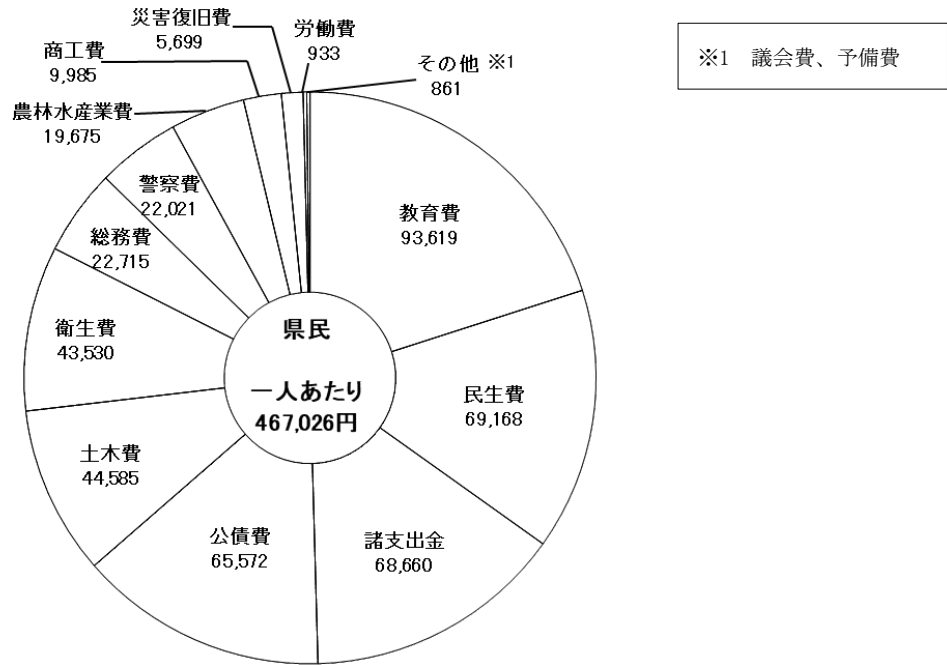 災害復旧費
5,699
労働費
933
その他 ※1
861
商工費
9,985
農林水産業費
19,675
警察費
22,021
総務費
22,715
衛生費
43,530
土木費
44,585
公債費
65,572
諸支出金
68,660
民生費
69,168
教育費
93,619
県民
一人あたり
467,026円
※1 議会費、予備費